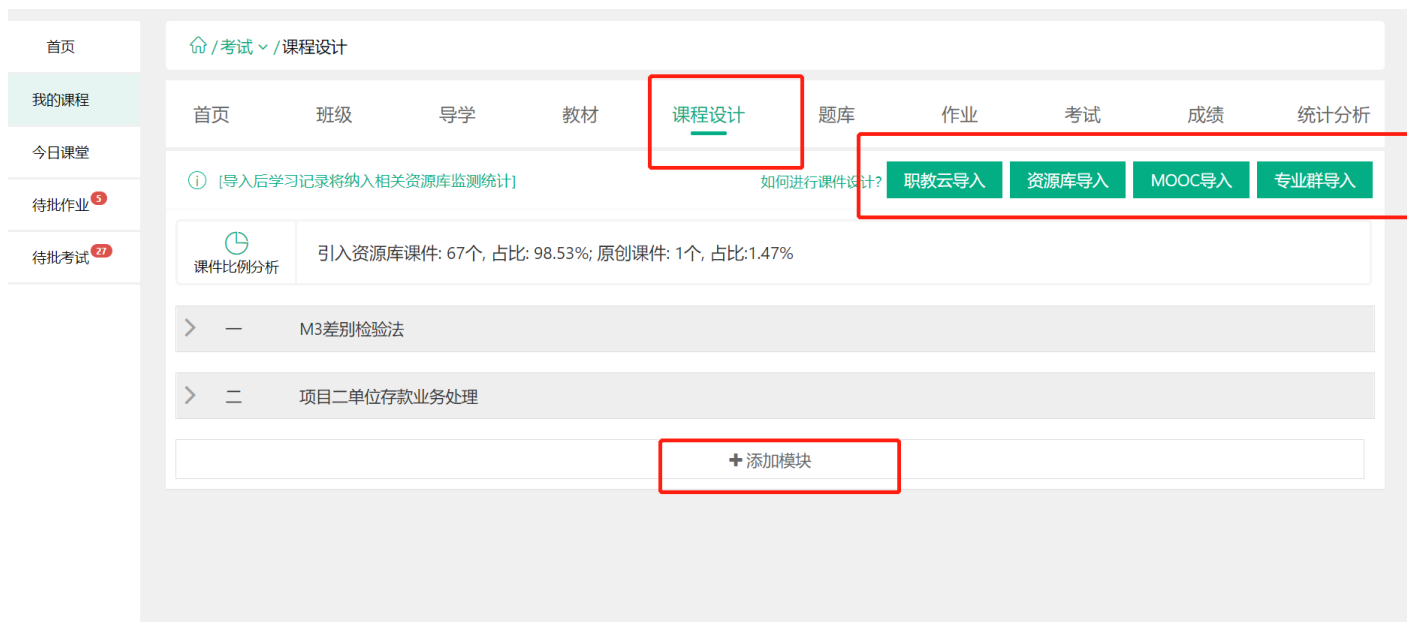 首页
我的课程
今日课堂
待批作业 5
待批考试 27
/考试 /课程设计
首页 班级 导学 教材 课程设计 题库 作业 考试 成绩 统计分析
[导入后学习记录将纳入相关资源库监测统计] 如何进行课件设计? 职教云导入 资源库导入 MOOC导入 专业群导入
课件比例分析
引入资源库课件: 67个, 占比: 98.53%; 原创课件: 1个, 占比:1.47%
一 M3差别检验法
二 项目二单位存款业务处理
+添加模块